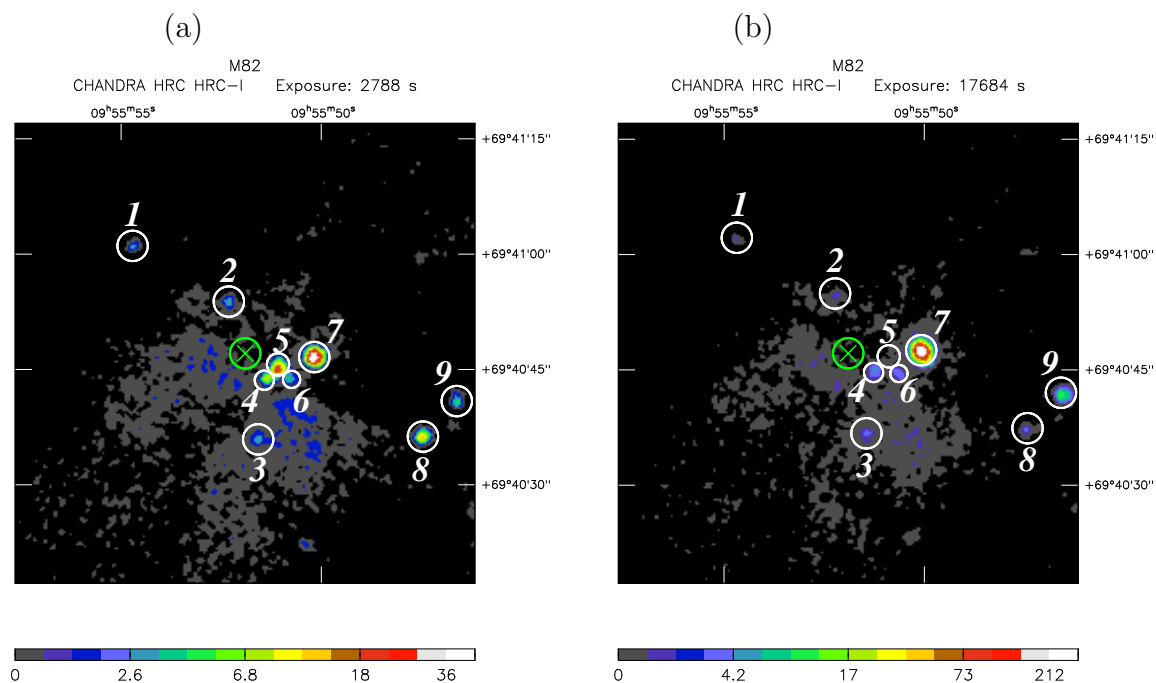 (a)
M82
CHANDRA HRC HRC-I Exposure: 2788 s
09ʰ55ᵐ55ˢ 09ʰ55ᵐ50ˢ
+69°41'15"
1
+69°41'00"
2
5 7
+69°40'45"
4 6 9
3 8
+69°40'30"
0 2.6 6.8 18 36
(b)
M82
CHANDRA HRC HRC-I Exposure: 17684 s
09ʰ55ᵐ55ˢ 09ʰ55ᵐ50ˢ
+69°41'15"
1
+69°41'00"
2
5 7
+69°40'45"
4 6 9
3 8
+69°40'30"
0 4.2 17 73 212